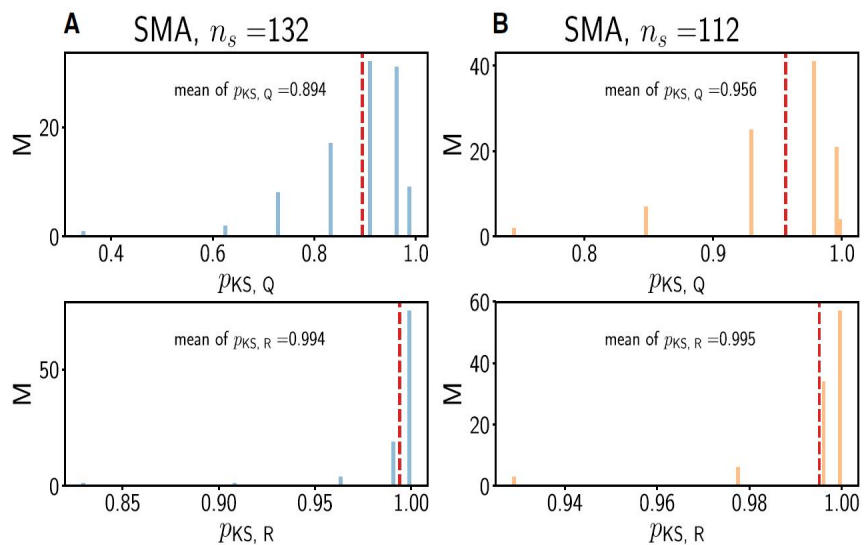 A
SMA, n_s =132
M
20
0
mean of p_KS, Q =0.894
0.4 0.6 0.8 1.0
p_KS, Q
M
50
0
mean of p_KS, R =0.994
0.85 0.90 0.95 1.00
p_KS, R
B
SMA, n_s =112
M
40
20
0
mean of p_KS, Q =0.956
0.8 0.9 1.0
p_KS, Q
M
60
40
20
0
mean of p_KS, R =0.995
0.94 0.96 0.98 1.00
p_KS, R